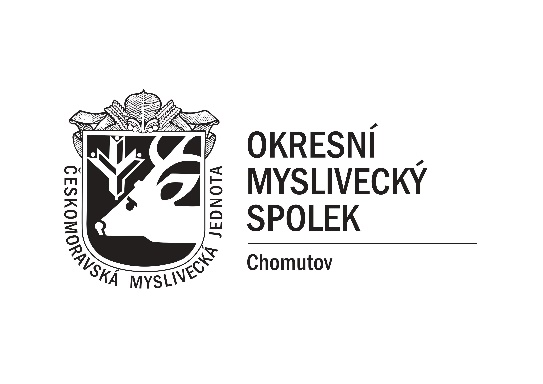 ČESKOMORAVSKÁ MYSLIVECKÁ JEDNOTA
OKRESNÍ
MYSLIVECKÝ
SPOLEK
Chomutov